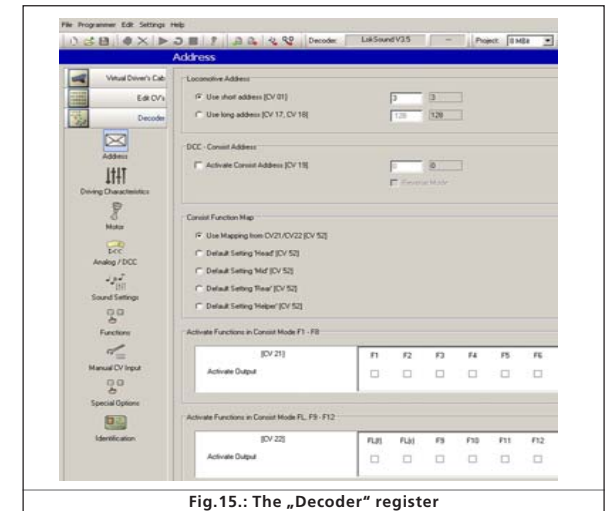 File Programmer Edit Settings Help
Decoder: LokSound V3.5 -- Project: 8 MBit
Address
Virtual Driver's Cab
Edit CV's
Decoder
Address
Driving Characteristics
Motor
DCC
Analog / DCC
Sound Settings
Functions
Manual CV Input
Special Options
Identification
Locomotive Address
Use short address [CV 01] 3 3
Use long address [CV 17, CV 18] 128 128
DCC - Consist Address
Activate Consist Address [CV 19] 0 0
Reverse Mode
Consist Function Map
Use Mapping from CV21/CV22 [CV 52]
Default Setting 'Head' [CV 52]
Default Setting 'Mid' [CV 52]
Default Setting 'Rear' [CV 52]
Default Setting 'Helper' [CV 52]
Activate Functions in Consist Mode F1 - F8
[CV 21] F1 F2 F3 F4 F5 F6
Activate Output
Activate Functions in Consist Mode FL, F9 - F12
[CV 22] FL(f) FL(r) F9 F10 F11 F12
Activate Output
Fig.15.: The „Decoder“ register